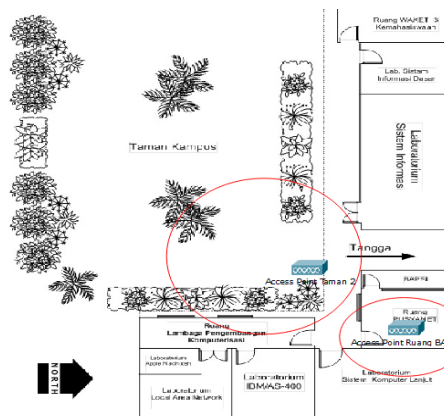 Ruang WAKET 3
Kemahasiswaan
Lab. Sistem
Informasi Dasar
Laboratorium
Sistem Informasi
Taman Kampus
Tangga
Access Point Taman 2
Ruang
Access Point Ruang BA
Ruang
Lembaga Pengembangan
Komputerisasi
Laboratorium
Laboratorium
Local Area Network
Laboratorium
IBM/AS-400
Laboratorium
Sistem Komputer Lanjut
NORTH